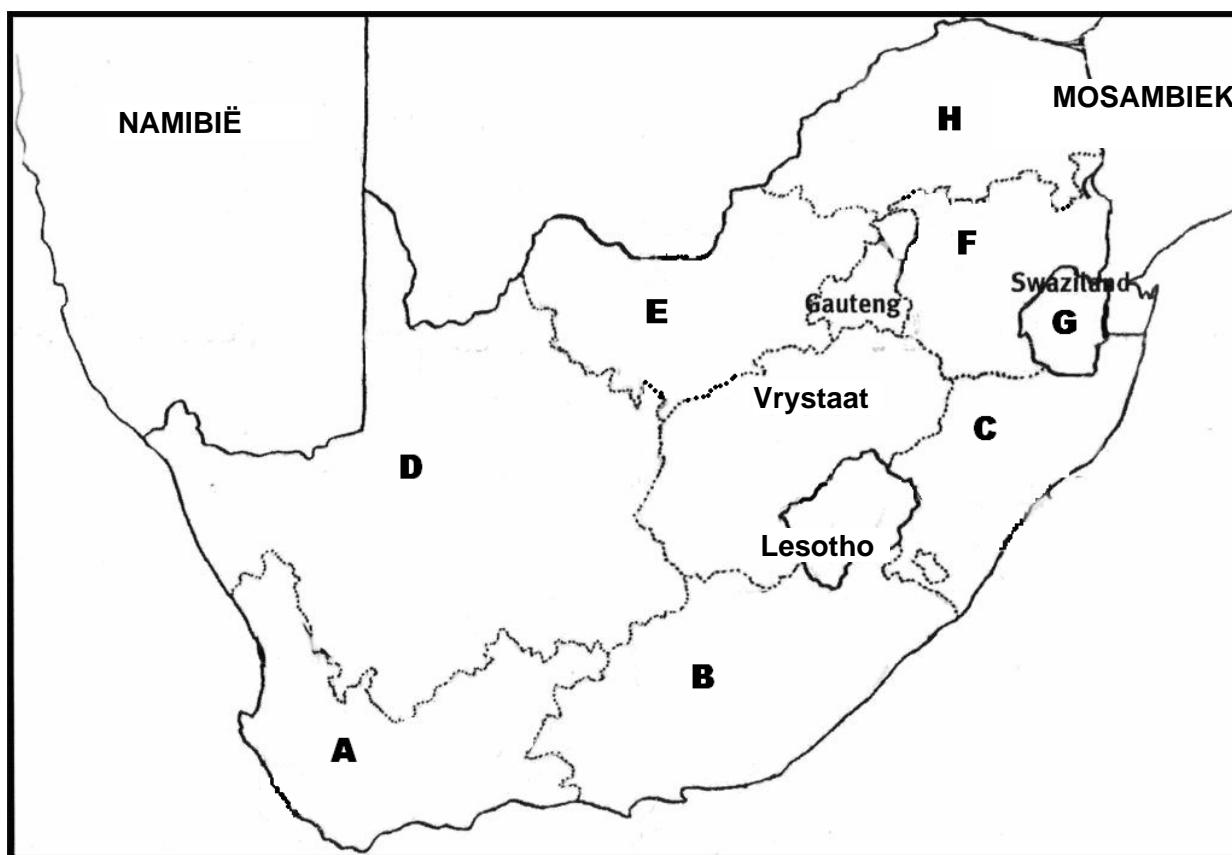 NAMIBIË
MOSAMBIEK
H
F
Swaziland
E
Gauteng
G
Vrystaat
C
D
Lesotho
B
A